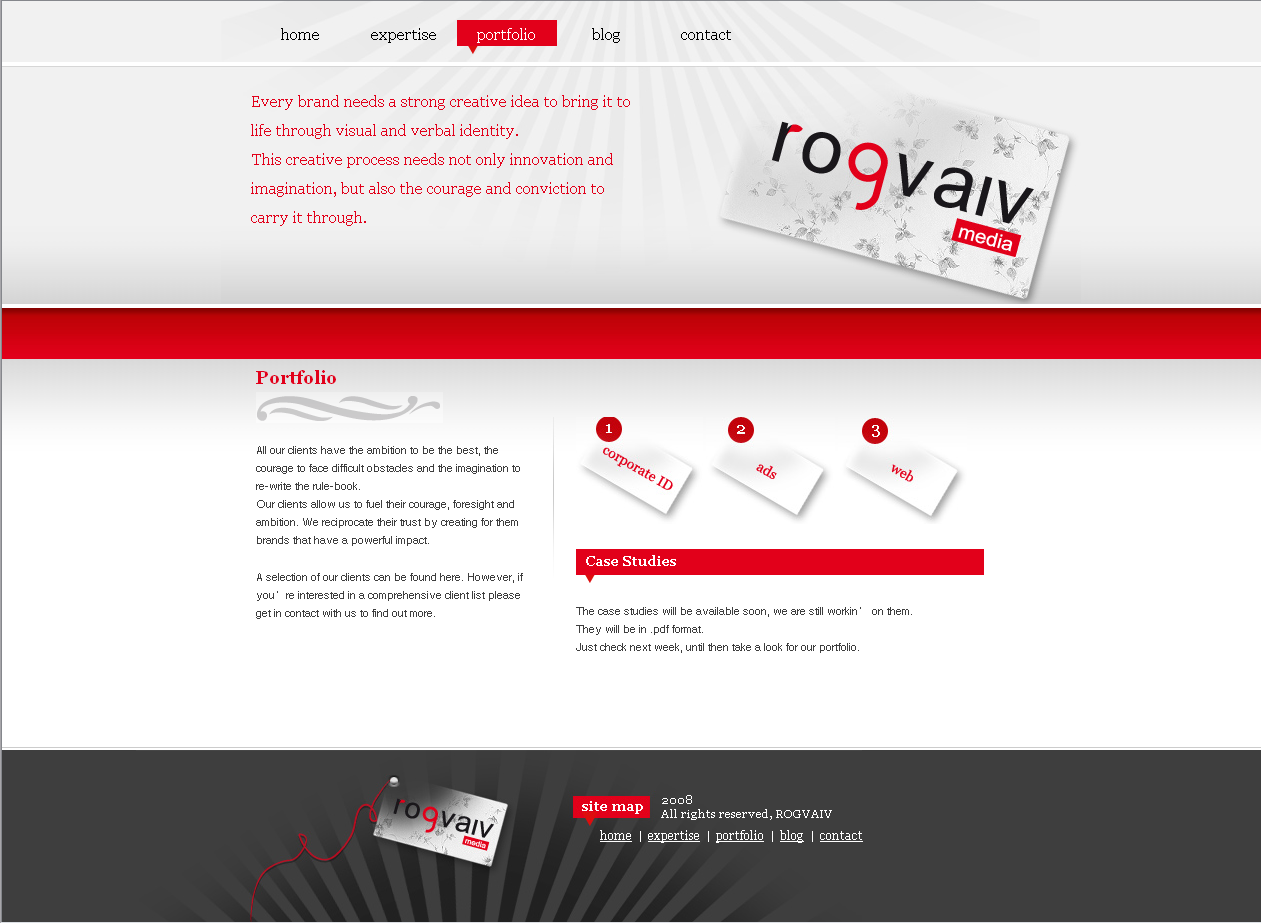 home expertise portfolio blog contact
Every brand needs a strong creative idea to bring it to
life through visual and verbal identity.
This creative process needs not only innovation and
imagination, but also the courage and conviction to
carry it through.
rogvaiv
media
Portfolio
All our clients have the ambition to be the best, the
courage to face difficult obstacles and the imagination to
re-write the rule-book.
Our clients allow us to fuel their courage, foresight and
ambition. We reciprocate their trust by creating for them
brands that have a powerful impact.
A selection of our clients can be found here. However, if
you’re interested in a comprehensive client list please
get in contact with us to find out more.
1 2 3
corporate ID ads web
Case Studies
The case studies will be available soon, we are still workin’ on them.
They will be in .pdf format.
Just check next week, until then take a look for our portfolio.
rogvaiv
media
site map
2008
All rights reserved, ROGVAIV
home | expertise | portfolio | blog | contact